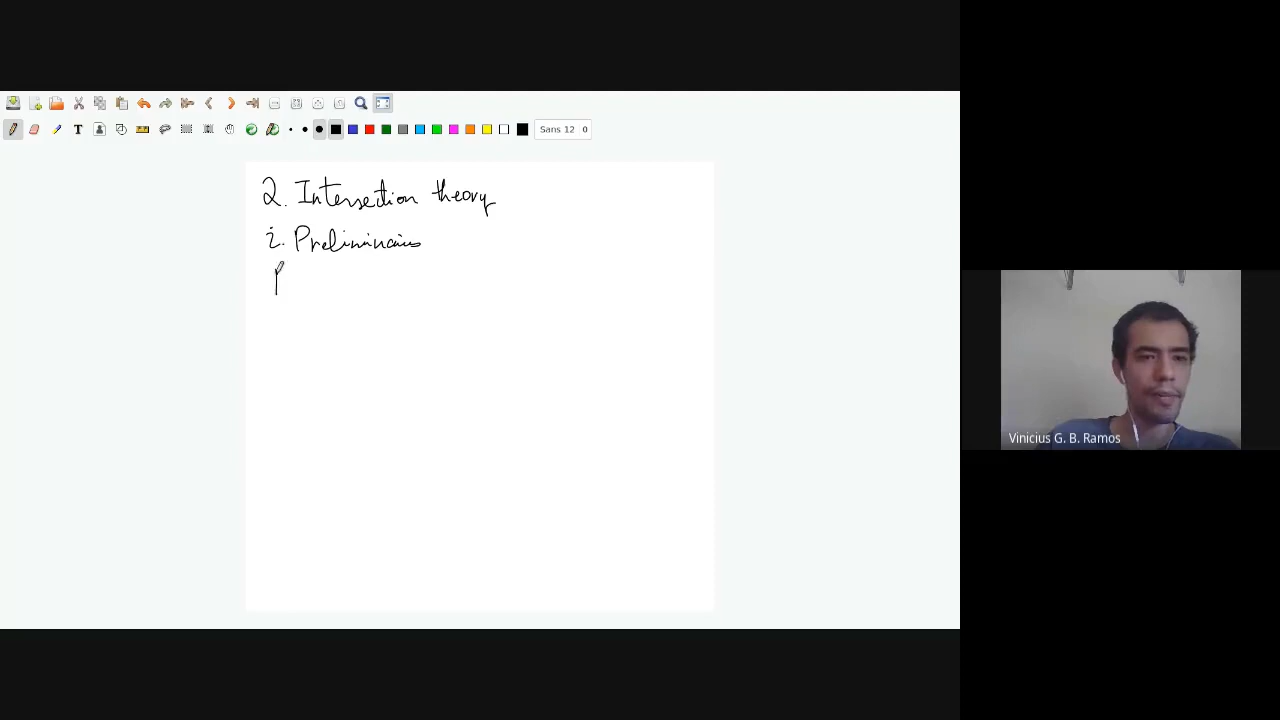 Sans 12 0
2. Intersection theory
i. Preliminaries
P
Vinicius G. B. Ramos